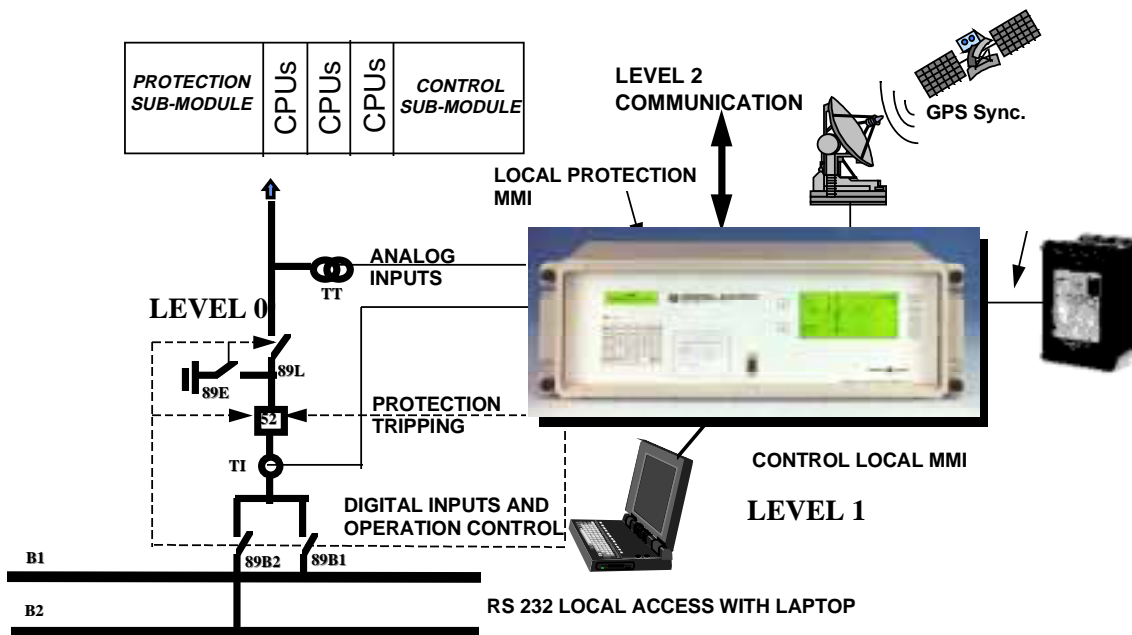 PROTECTION
SUB-MODULE
CPUs
CPUs
CPUs
CONTROL
SUB-MODULE
LEVEL 2
COMMUNICATION
GPS Sync.
LOCAL PROTECTION
MMI
ANALOG
INPUTS
TT
LEVEL 0
89L
89E
52
PROTECTION
TRIPPING
TI
CONTROL LOCAL MMI
DIGITAL INPUTS AND
OPERATION CONTROL
LEVEL 1
B1
89B2
89B1
B2
RS 232 LOCAL ACCESS WITH LAPTOP